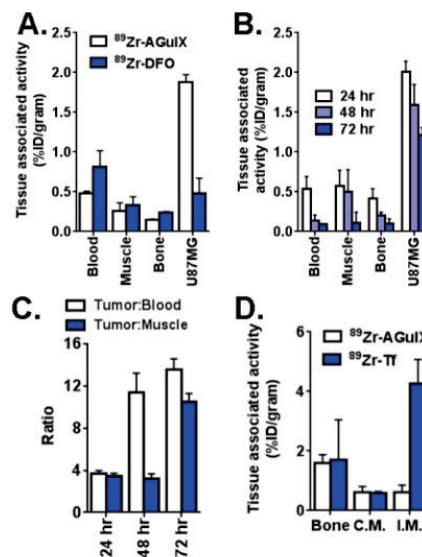 A.
⁸⁹Zr-AGuIX
⁸⁹Zr-DFO
Tissue associated activity
(%ID/gram)
2.5
2.0
1.5
1.0
0.5
0.0
Blood
Muscle
Bone
U87MG
B.
24 hr
48 hr
72 hr
Tissue associated
activity (%ID/gram)
2.5
2.0
1.5
1.0
0.5
0.0
Blood
Muscle
Bone
U87MG
C.
Tumor:Blood
Tumor:Muscle
Ratio
16
12
8
4
0
24 hr
48 hr
72 hr
D.
⁸⁹Zr-AGuIX
⁸⁹Zr-Tf
Tissue associated activity
(%ID/gram)
6
4
2
0
Bone
C.M.
I.M.